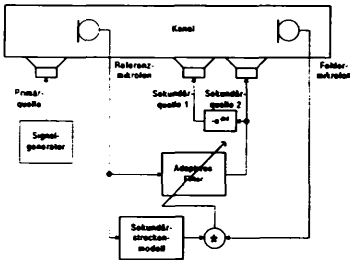 Kanal
Referenz-
mikrofon
Fehler-
mikrofon
Primär-
quelle
Sekundär-
quelle 1
Sekundär-
quelle 2
Signal-
generator
Adaptives
Filter
Sekundär-
strecken-
modell
*